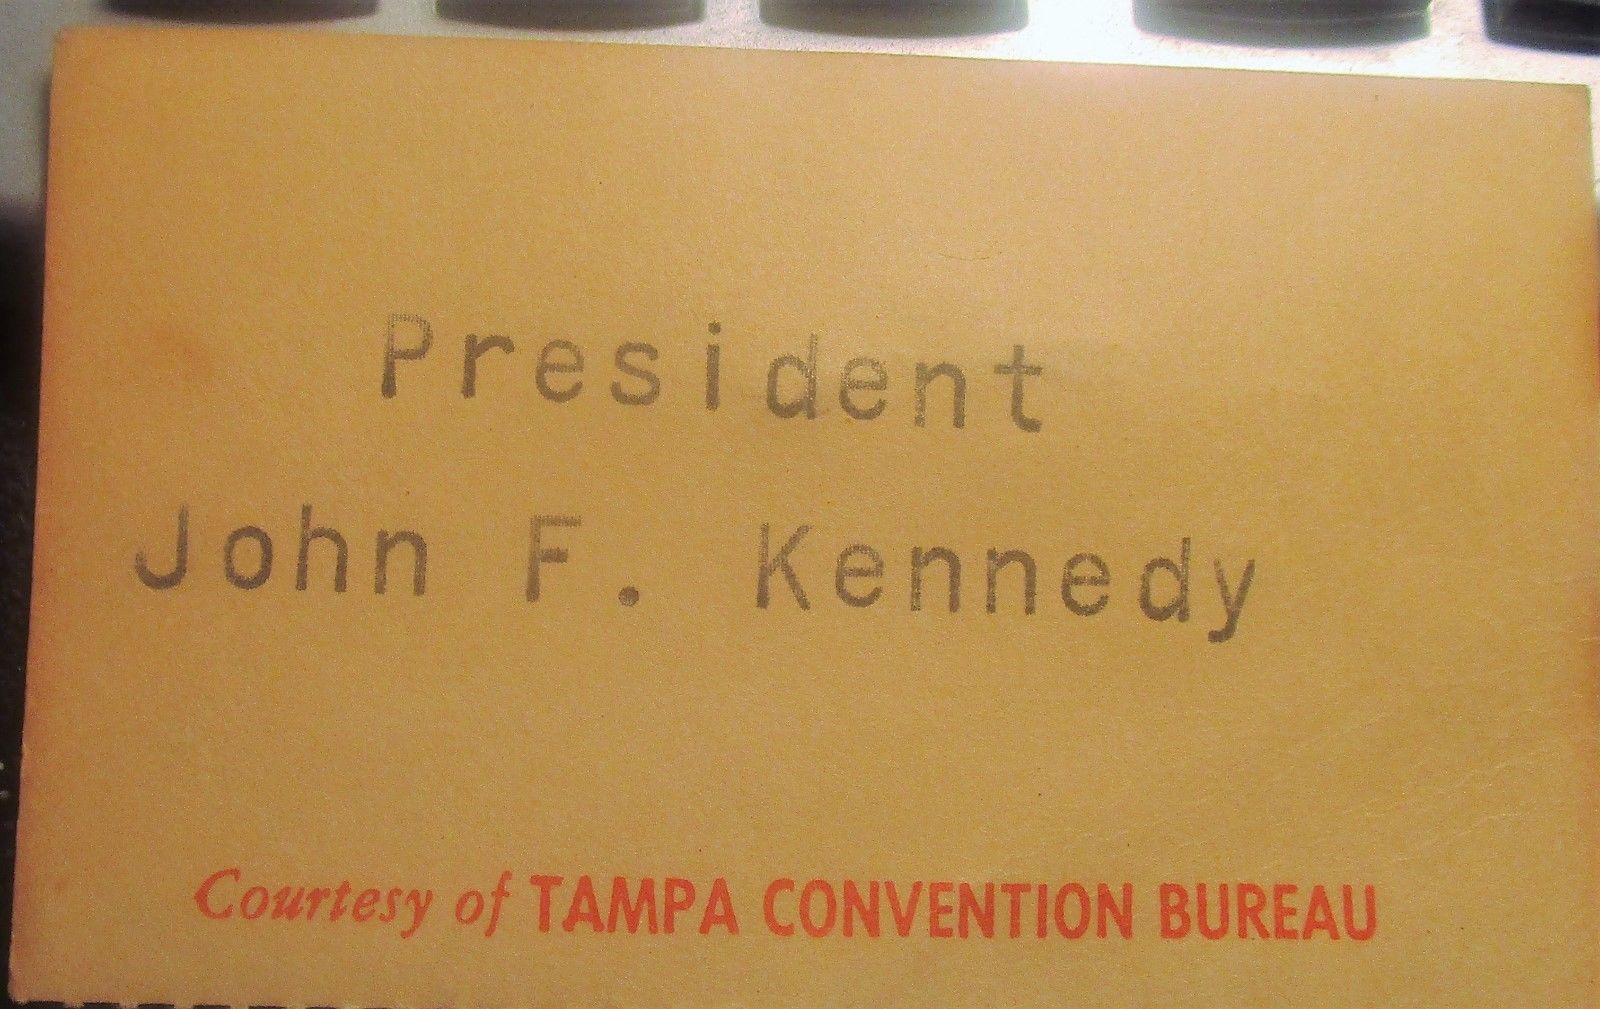 President
John F. Kennedy
Courtesy of TAMPA CONVENTION BUREAU